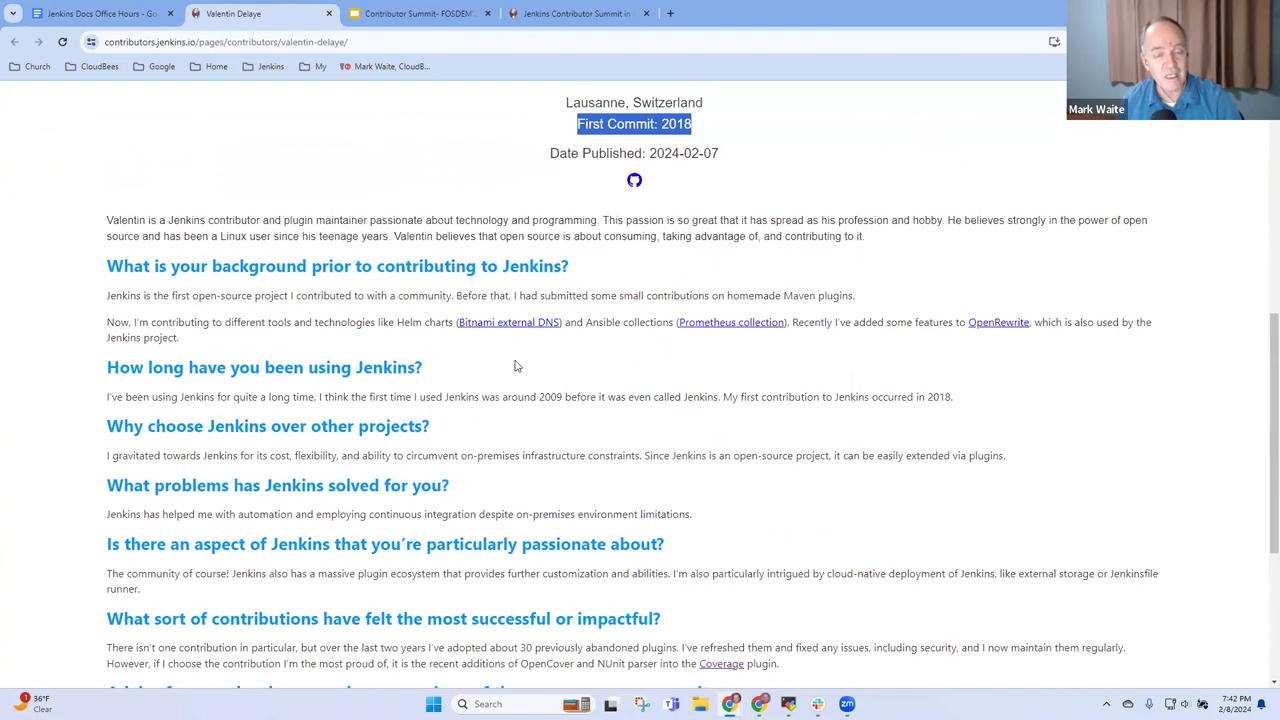 Jenkins Docs Office Hours - Go
Valentin Delaye
Contributor Summit- FOSDEM'
Jenkins Contributor Summit in
contributors.jenkins.io/pages/contributors/valentin-delaye/
Church
CloudBees
Google
Home
Jenkins
My
Mark Waite, CloudB...
Mark Waite
Lausanne, Switzerland
First Commit: 2018
Date Published: 2024-02-07
Valentin is a Jenkins contributor and plugin maintainer passionate about technology and programming. This passion is so great that it has spread as his profession and hobby. He believes strongly in the power of open
source and has been a Linux user since his teenage years. Valentin believes that open source is about consuming, taking advantage of, and contributing to it.
What is your background prior to contributing to Jenkins?
Jenkins is the first open-source project I contributed to with a community. Before that, I had submitted some small contributions on homemade Maven plugins.
Now, I'm contributing to different tools and technologies like Helm charts (Bitnami external DNS) and Ansible collections (Prometheus collection). Recently I've added some features to OpenRewrite, which is also used by the
Jenkins project.
How long have you been using Jenkins?
I've been using Jenkins for quite a long time. I think the first time I used Jenkins was around 2009 before it was even called Jenkins. My first contribution to Jenkins occurred in 2018.
Why choose Jenkins over other projects?
I gravitated towards Jenkins for its cost, flexibility, and ability to circumvent on-premises infrastructure constraints. Since Jenkins is an open-source project, it can be easily extended via plugins.
What problems has Jenkins solved for you?
Jenkins has helped me with automation and employing continuous integration despite on-premises environment limitations.
Is there an aspect of Jenkins that you're particularly passionate about?
The community of course! Jenkins also has a massive plugin ecosystem that provides further customization and abilities. I'm also particularly intrigued by cloud-native deployment of Jenkins, like external storage or Jenkinsfile
runner.
What sort of contributions have felt the most successful or impactful?
There isn't one contribution in particular, but over the last two years I've adopted about 30 previously abandoned plugins. I've refreshed them and fixed any issues, including security, and I now maintain them regularly.
However, if I choose the contribution I'm the most proud of, it is the recent additions of OpenCover and NUnit parser into the Coverage plugin.
1
36°F
Clear
Search
zm
7:42 PM
2/8/2024